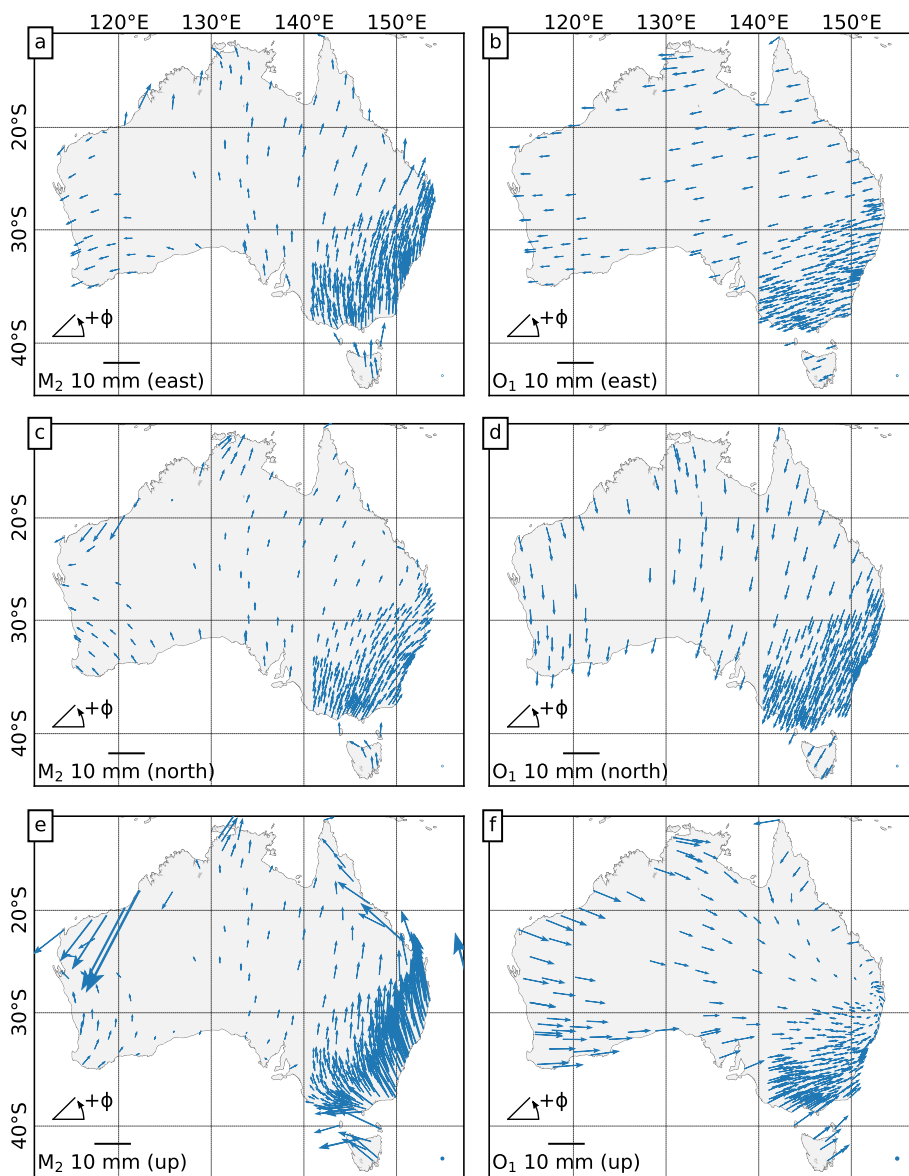 120°E 140°E 150°E
120°E 140°E 150°E
a
b
20°S
30°S
40°S
+ϕ
+ϕ
M₂ 10 mm (east)
O₁ 10 mm (east)
c
d
20°S
30°S
40°S
+ϕ
+ϕ
M₂ 10 mm (north)
O₁ 10 mm (north)
e
f
20°S
30°S
40°S
+ϕ
+ϕ
M₂ 10 mm (up)
O₁ 10 mm (up)